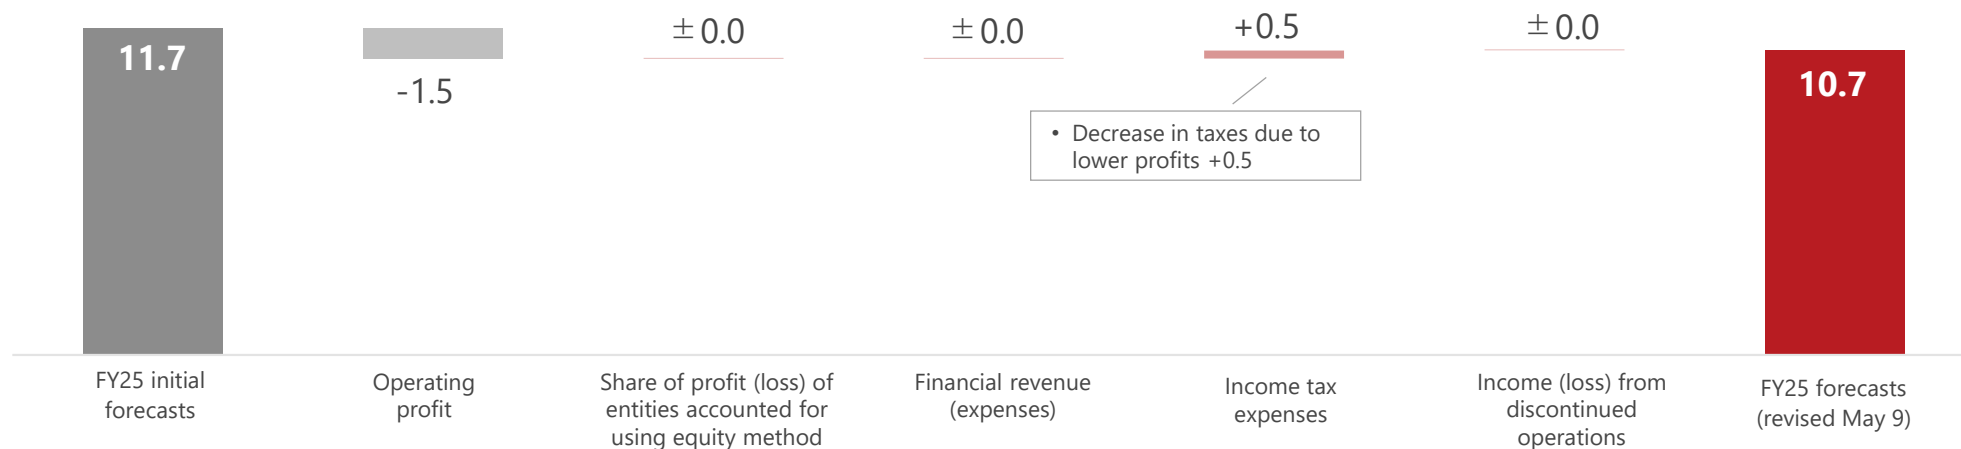 11.7
-1.5
±0.0
±0.0
+0.5
±0.0
10.7
• Decrease in taxes due to
lower profits +0.5
FY25 initial
forecasts
Operating
profit
Share of profit (loss) of
entities accounted for
using equity method
Financial revenue
(expenses)
Income tax
expenses
Income (loss) from
discontinued
operations
FY25 forecasts
(revised May 9)